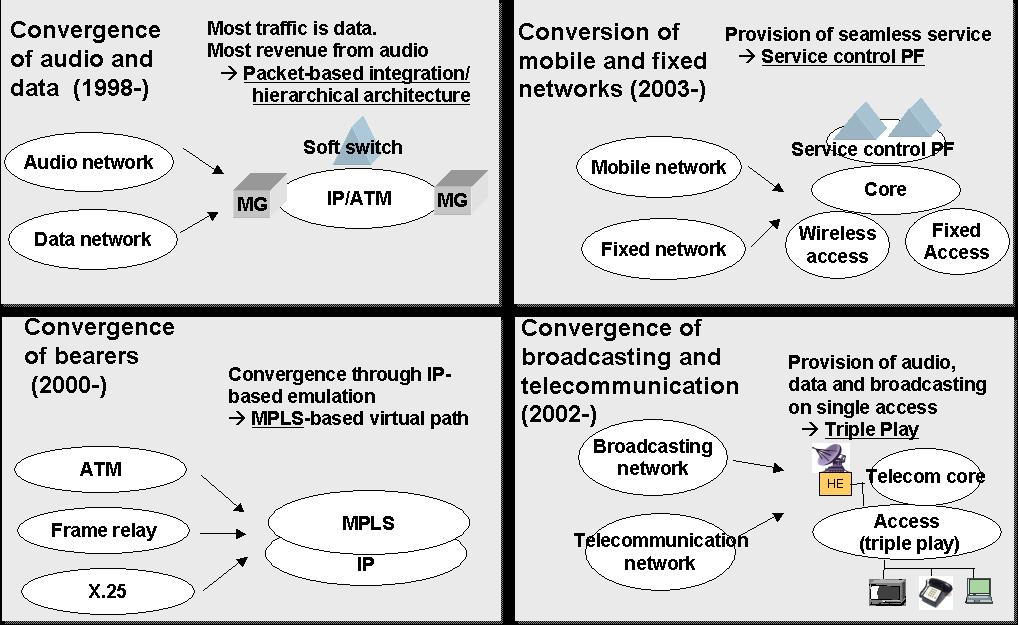 Convergence
of audio and
data (1998-)
Most traffic is data.
Most revenue from audio
→ Packet-based integration/
hierarchical architecture
Audio network
Data network
Soft switch
MG
IP/ATM
MG
Conversion of
mobile and fixed
networks (2003-)
Provision of seamless service
→ Service control PF
Mobile network
Fixed network
Service control PF
Core
Wireless
access
Fixed
Access
Convergence
of bearers
(2000-)
Convergence through IP-
based emulation
→ MPLS-based virtual path
ATM
Frame relay
X.25
MPLS
IP
Convergence of
broadcasting and
telecommunication
(2002-)
Provision of audio,
data and broadcasting
on single access
→ Triple Play
Broadcasting
network
Telecommunication
network
HE
Telecom core
Access
(triple play)